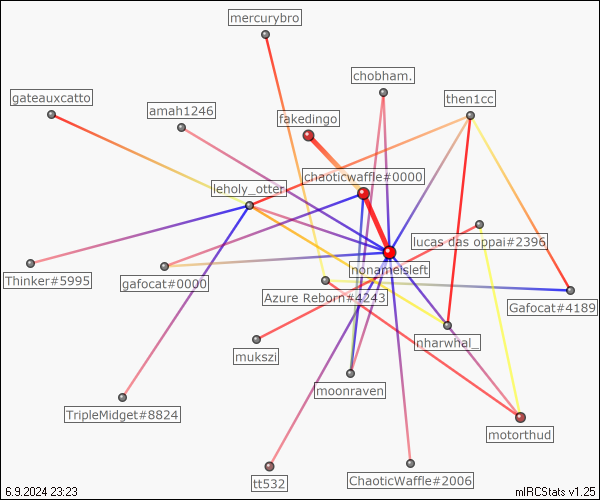 mercurybro
chobham.
gateauxcatto
then1cc
amah1246
fakedingo
chaoticwaffle#0000
leholy_otter
lucas das oppai#2396
nonameisleft
Thinker#5995
gafocat#0000
Azure Reborn#4243
Gafocat#4189
nharwhal_
mukszi
moonraven
TripleMidget#8824
motorthud
tt532
ChaoticWaffle#2006
6.9.2024 23:23
mIRCStats v1.25